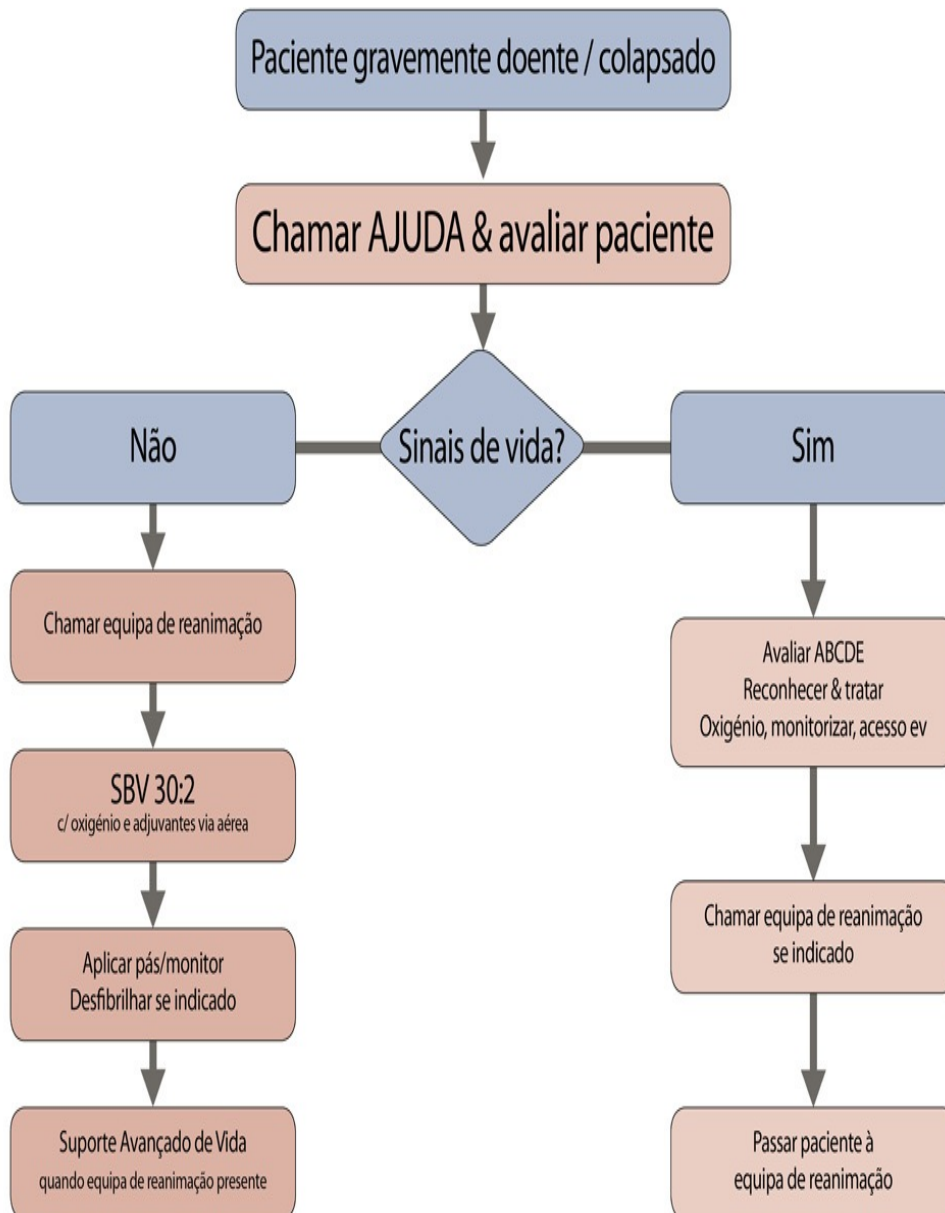 Paciente gravemente doente / colapsado
Chamar AJUDA & avaliar paciente
Sinais de vida?
Não
Chamar equipa de reanimação
SBV 30:2
c/ oxigénio e adjuvantes via aérea
Aplicar pás/monitor
Desfibrilhar se indicado
Suporte Avançado de Vida
quando equipa de reanimação presente
Sim
Avaliar ABCDE
Reconhecer & tratar
Oxigénio, monitorizar, acesso ev
Chamar equipa de reanimação
se indicado
Passar paciente à
equipa de reanimação